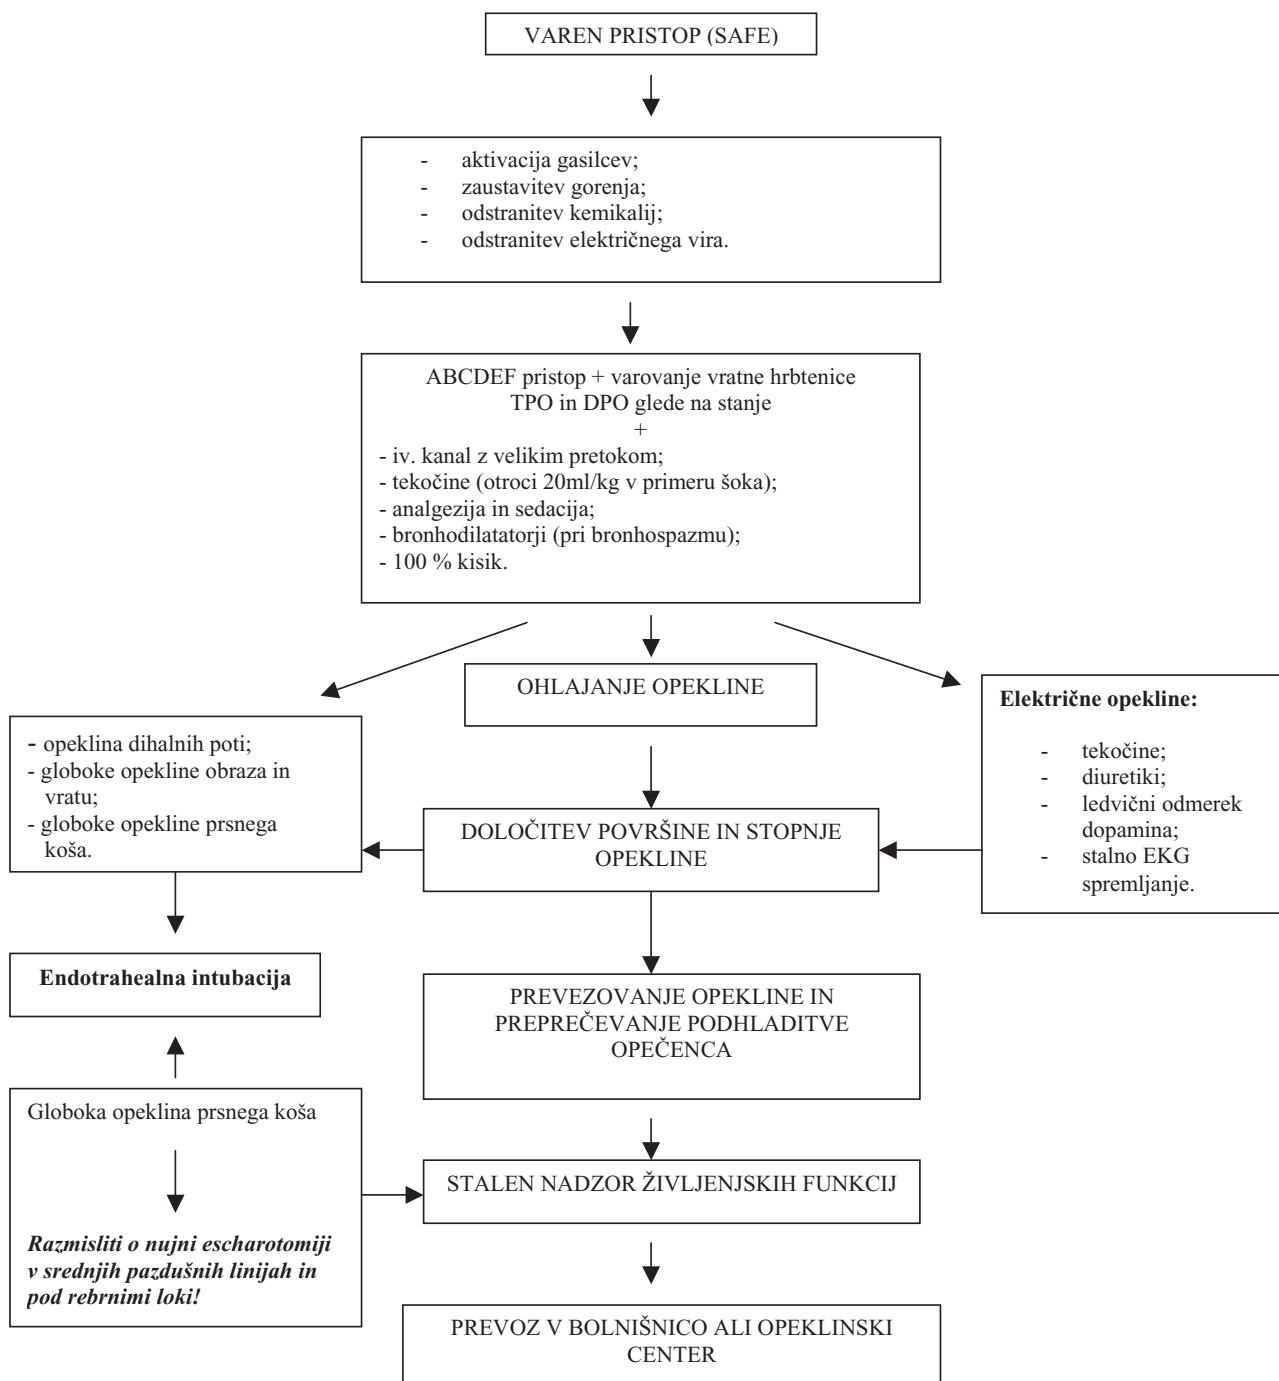 VAREN PRISTOP (SAFE)
- aktivacija gasilcev;
- zaustavitev gorenja;
- odstranitev kemikalij;
- odstranitev električnega vira.
ABCDEF pristop + varovanje vratne hrbtenice
TPO in DPO glede na stanje
+
- iv. kanal z velikim pretokom;
- tekočine (otroci 20ml/kg v primeru šoka);
- analgezija in sedacija;
- bronhodilatatorji (pri bronhospazmu);
- 100 % kisik.
OHLAJANJE OPEKLINE
Električne opekline:
- tekočine;
- diuretiki;
- ledvični odmerek
dopamina;
- stalno EKG
spremljanje.
- opeklina dihalnih poti;
- globoke opekline obraza in
vratu;
- globoke opekline prsnega
koša.
DOLOČITEV POVRŠINE IN STOPNJE
OPEKLINE
Endotrahealna intubacija
PREVEZOVANJE OPEKLINE IN
PREPREČEVANJE PODHLADITVE
OPEČENCA
Globoka opeklina prsnega koša
Razmisliti o nujni escharotomiji
v srednjih pazdušnih linijah in
pod rebrnimi loki!
STALEN NADZOR ŽIVLJENJSKIH FUNKCIJ
PREVOZ V BOLNIŠNICO ALI OPEKLINSKI
CENTER